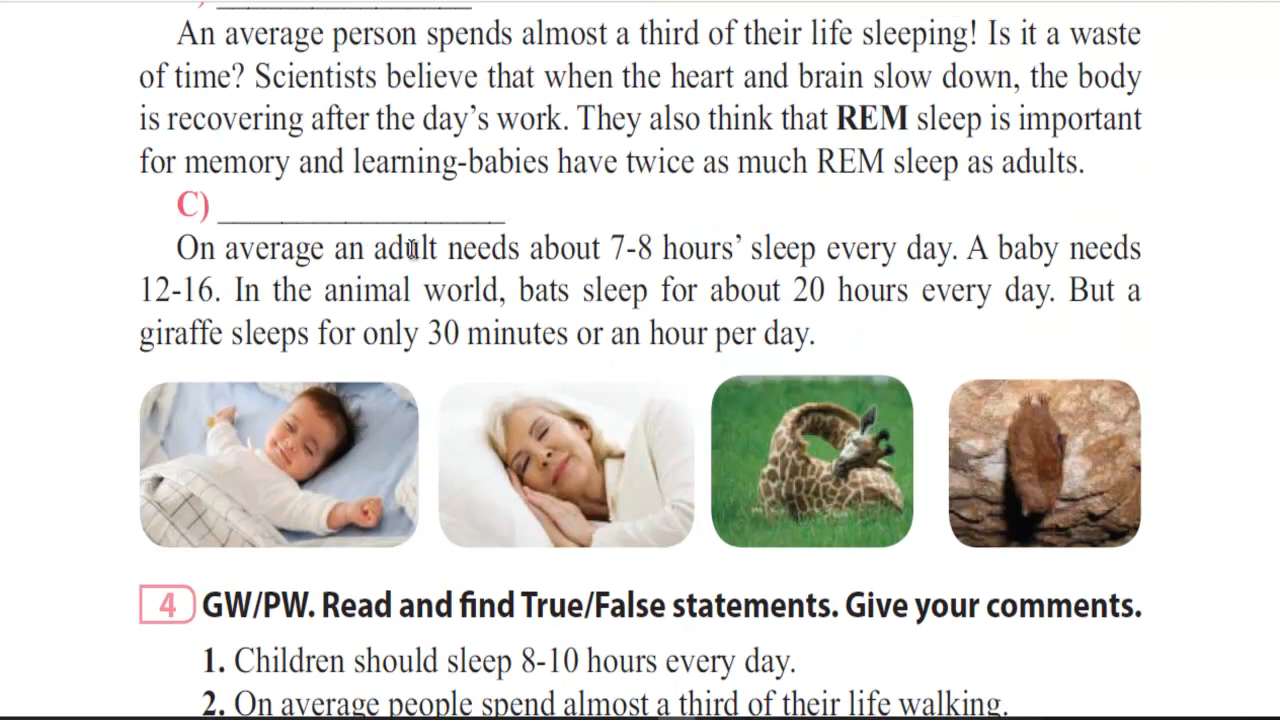 An average person spends almost a third of their life sleeping! Is it a waste
of time? Scientists believe that when the heart and brain slow down, the body
is recovering after the day's work. They also think that REM sleep is important
for memory and learning-babies have twice as much REM sleep as adults.
C) ____________________
On average an adult needs about 7-8 hours' sleep every day. A baby needs
12-16. In the animal world, bats sleep for about 20 hours every day. But a
giraffe sleeps for only 30 minutes or an hour per day.
4 GW/PW. Read and find True/False statements. Give your comments.
1. Children should sleep 8-10 hours every day.
2. On average people spend almost a third of their life walking.